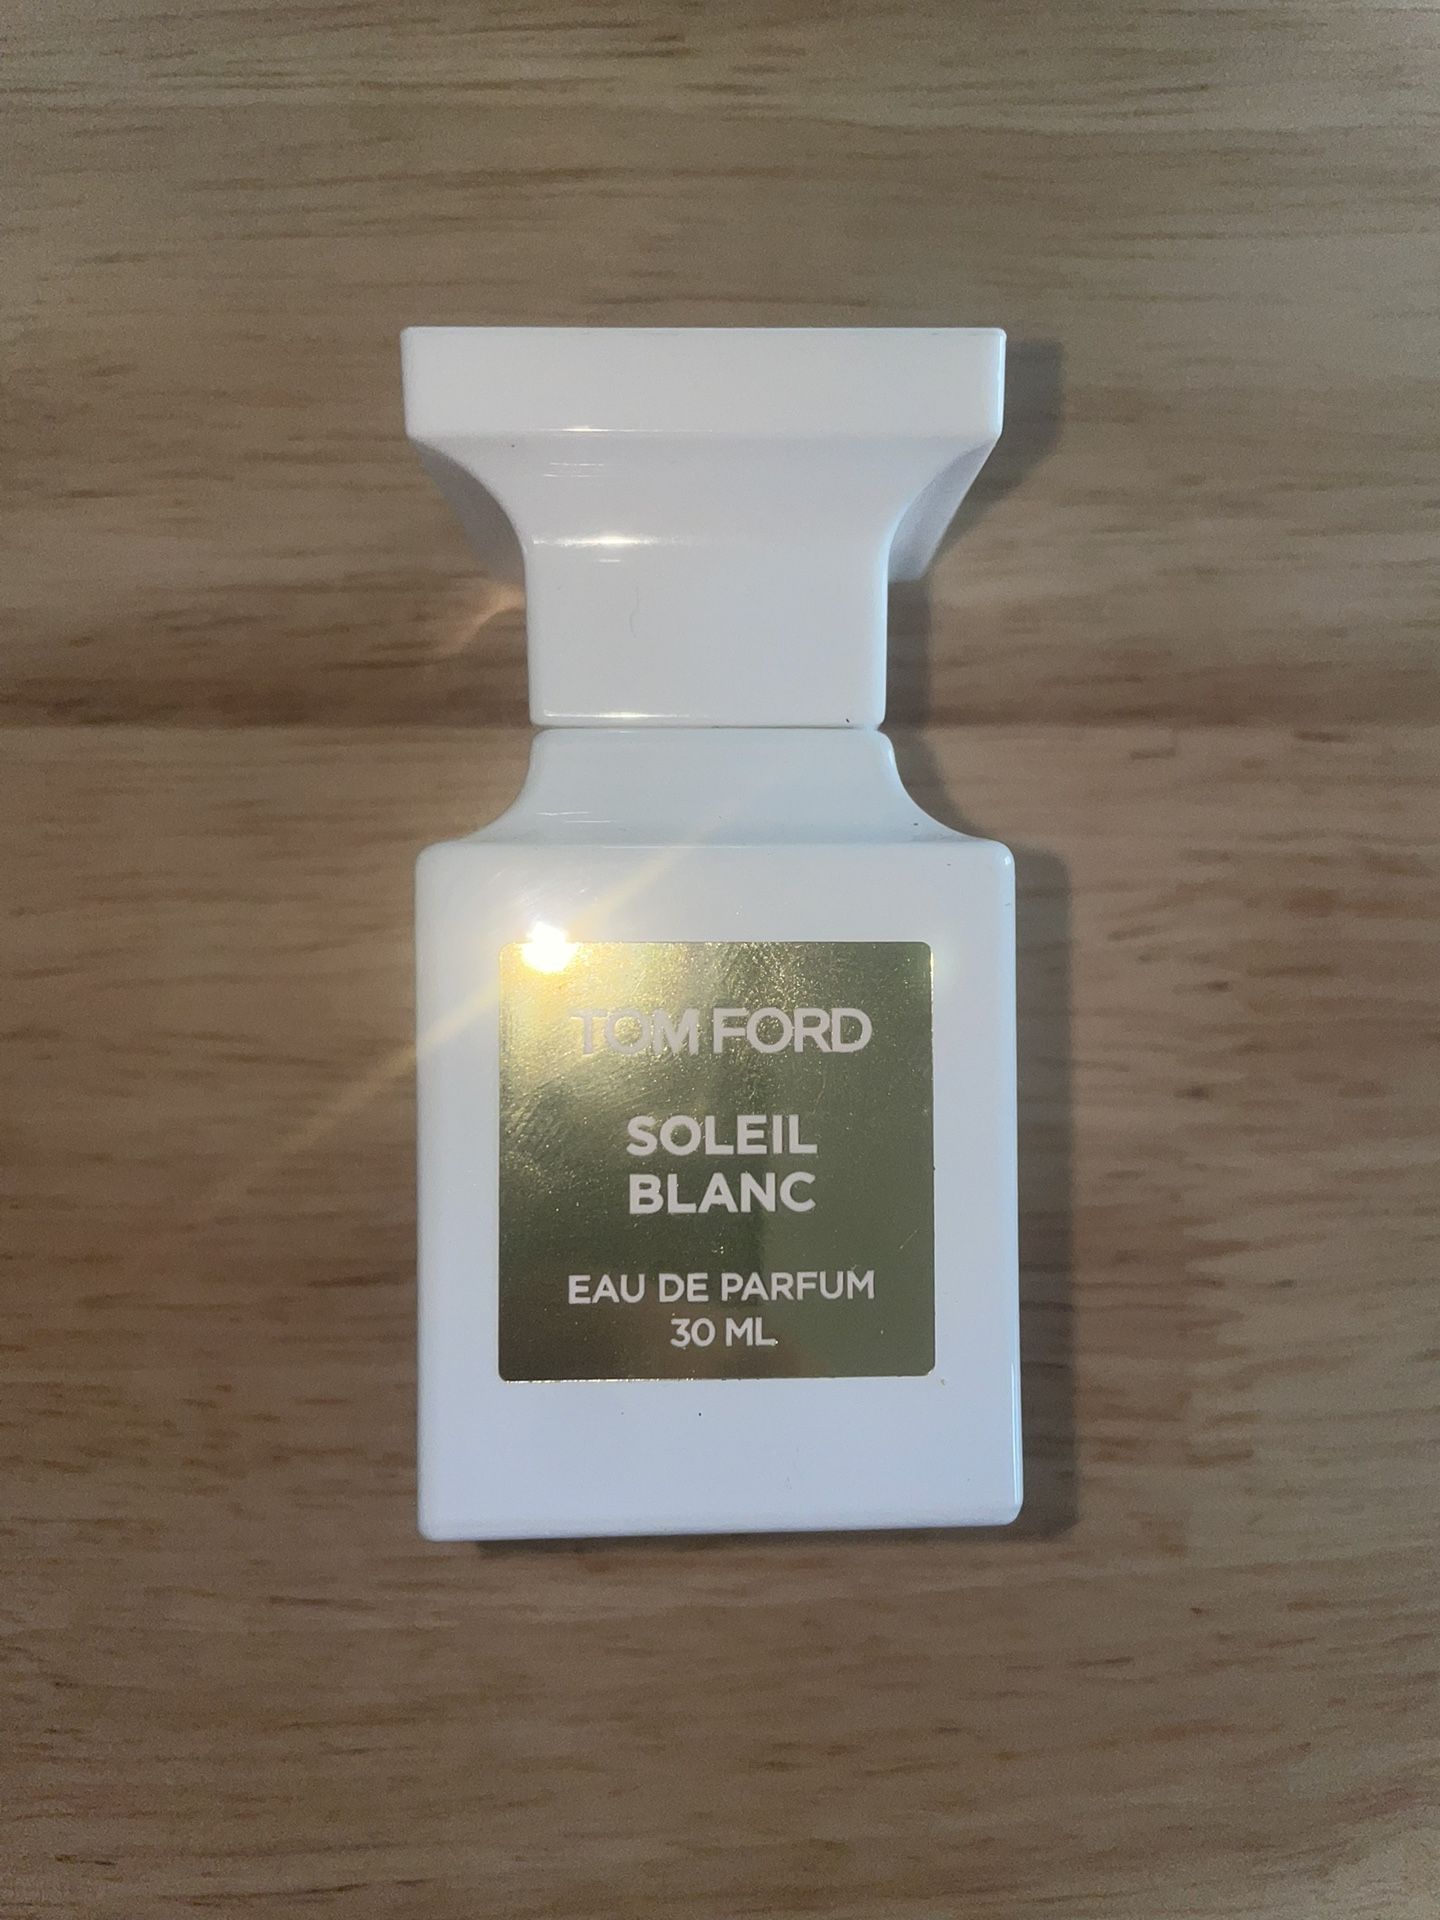 TOM FORD
SOLEIL
BLANC
EAU DE PARFUM
30 ML